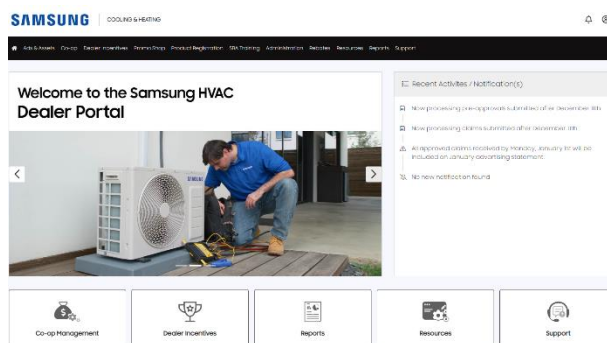 SAMSUNG
COOLING & HEATING
Ads & Assets Co-op Dealer Incentives Promo Shop Product Registration Training Administration Rebates Resources Reports Support
Welcome to the Samsung HVAC
Dealer Portal
Recent Activities / Notification(s)
Now processing pre-approvals submitted after December
Now processing claims submitted after December
All approved claims received by Monday, January 1st will be
included on January advertising statement
No new notification found
SAMSUNG
Co-op Management
Dealer Incentives
Reports
Resources
Support